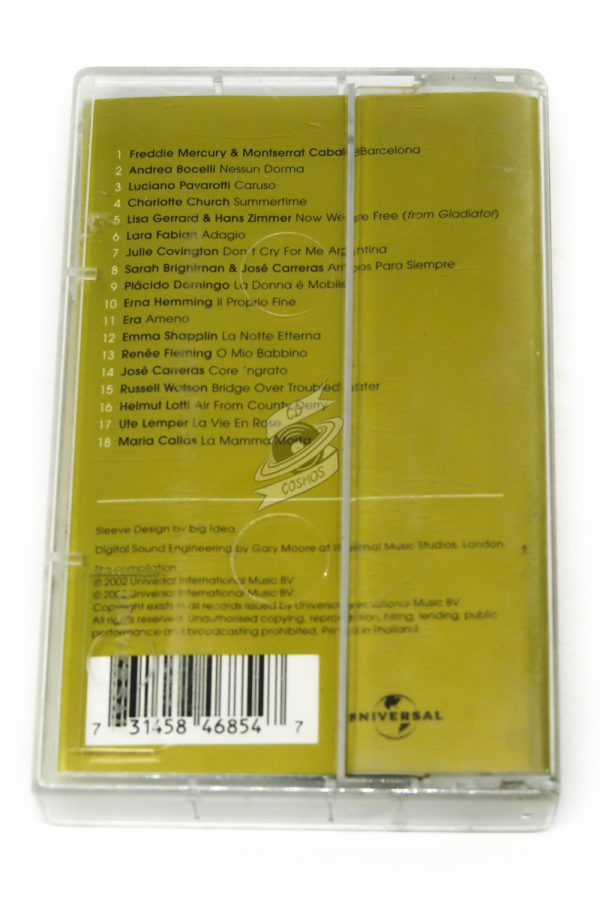 1 Freddie Mercury & Montserrat Caball Barcelona
2 Andrea Bocelli Nessun Dorma
3 Luciano Pavarotti Caruso
4 Charlotte Church Summertime
5 Lisa Gerrard & Hans Zimmer Now We Are Free (from Gladiator)
6 Lara Fabian Adagio
7 Julie Covington Don't Cry For Me Argentina
8 Sarah Brightman & José Carreras Amigos Para Siempre
9 Plácido Domingo La Donna é Mobile
10 Erna Hemming Il Proprio Fine
11 Era Ameno
12 Emma Shapplin La Notte Etterna
13 Renée Fleming O Mio Babbino
14 José Carreras Core 'ngrato
15 Russell Watson Bridge Over Troubled Water
16 Helmut Lotti Air From County Derry
17 Ute Lemper La Vie En Rose
18 Maria Callas La Mamma Morta
CD
COSMOS
Sleeve Design by big idea.
Digital Sound Engineering by Gary Moore at Universal Music Studios, London.
This compilation
℗ 2002 Universal International Music BV
© 2002 Universal International Music BV
Copyright exists in all records issued by Universal International Music BV
All rights reserved. Unauthorised copying, reproduction, hiring, lending, public
performance and broadcasting prohibited. Printed in Thailand
7 31458 46854 7
UNIVERSAL